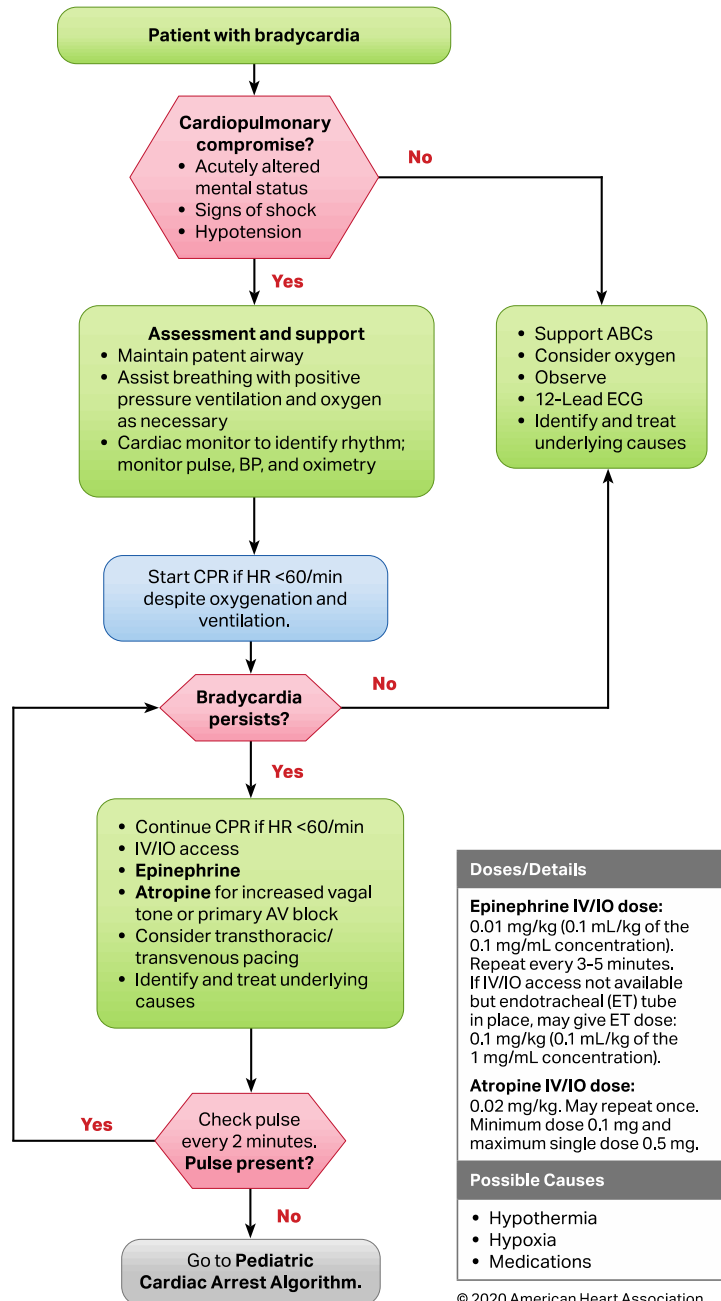 Patient with bradycardia
Cardiopulmonary
compromise?
• Acutely altered
mental status
• Signs of shock
• Hypotension
No
Yes
Assessment and support
• Maintain patent airway
• Assist breathing with positive
pressure ventilation and oxygen
as necessary
• Cardiac monitor to identify rhythm;
monitor pulse, BP, and oximetry
• Support ABCs
• Consider oxygen
• Observe
• 12-Lead ECG
• Identify and treat
underlying causes
Start CPR if HR <60/min
despite oxygenation and
ventilation.
Bradycardia
persists?
No
Yes
• Continue CPR if HR <60/min
• IV/IO access
• Epinephrine
• Atropine for increased vagal
tone or primary AV block
• Consider transthoracic/
transvenous pacing
• Identify and treat underlying
causes
Check pulse
every 2 minutes.
Pulse present?
Yes
No
Go to Pediatric
Cardiac Arrest Algorithm.
Doses/Details
Epinephrine IV/IO dose:
0.01 mg/kg (0.1 mL/kg of the
0.1 mg/mL concentration).
Repeat every 3-5 minutes.
If IV/IO access not available
but endotracheal (ET) tube
in place, may give ET dose:
0.1 mg/kg (0.1 mL/kg of the
1 mg/mL concentration).
Atropine IV/IO dose:
0.02 mg/kg. May repeat once.
Minimum dose 0.1 mg and
maximum single dose 0.5 mg.
Possible Causes
• Hypothermia
• Hypoxia
• Medications
© 2020 American Heart Association